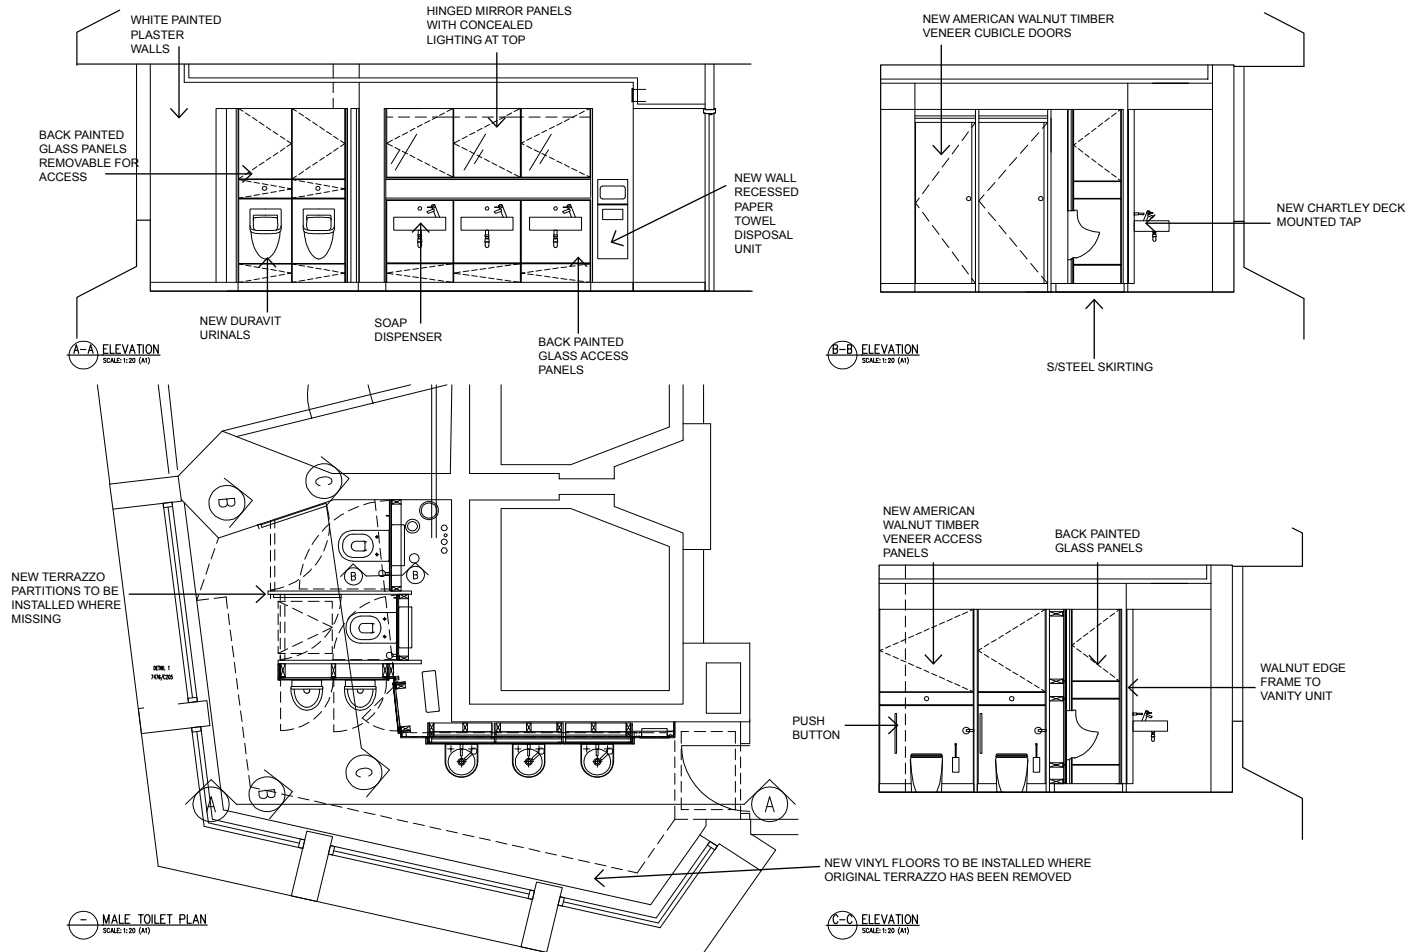 WHITE PAINTED
PLASTER
WALLS
HINGED MIRROR PANELS
WITH CONCEALED
LIGHTING AT TOP
BACK PAINTED
GLASS PANELS
REMOVABLE FOR
ACCESS
NEW WALL
RECESSED
PAPER
TOWEL
DISPOSAL
UNIT
NEW DURAVIT
URINALS
SOAP
DISPENSER
BACK PAINTED
GLASS ACCESS
PANELS
A-A ELEVATION
SCALE: 1:20 (A1)
NEW AMERICAN WALNUT TIMBER
VENEER CUBICLE DOORS
NEW CHARTLEY DECK
MOUNTED TAP
S/STEEL SKIRTING
B-B ELEVATION
SCALE: 1:20 (A1)
C
B
B
B
NEW TERRAZZO
PARTITIONS TO BE
INSTALLED WHERE
MISSING
DETAIL 1
7476/C205
C
B
A
A
NEW VINYL FLOORS TO BE INSTALLED WHERE
ORIGINAL TERRAZZO HAS BEEN REMOVED
- MALE TOILET PLAN
SCALE: 1:20 (A1)
NEW AMERICAN
WALNUT TIMBER
VENEER ACCESS
PANELS
BACK PAINTED
GLASS PANELS
WALNUT EDGE
FRAME TO
VANITY UNIT
PUSH
BUTTON
C-C ELEVATION
SCALE: 1:20 (A1)